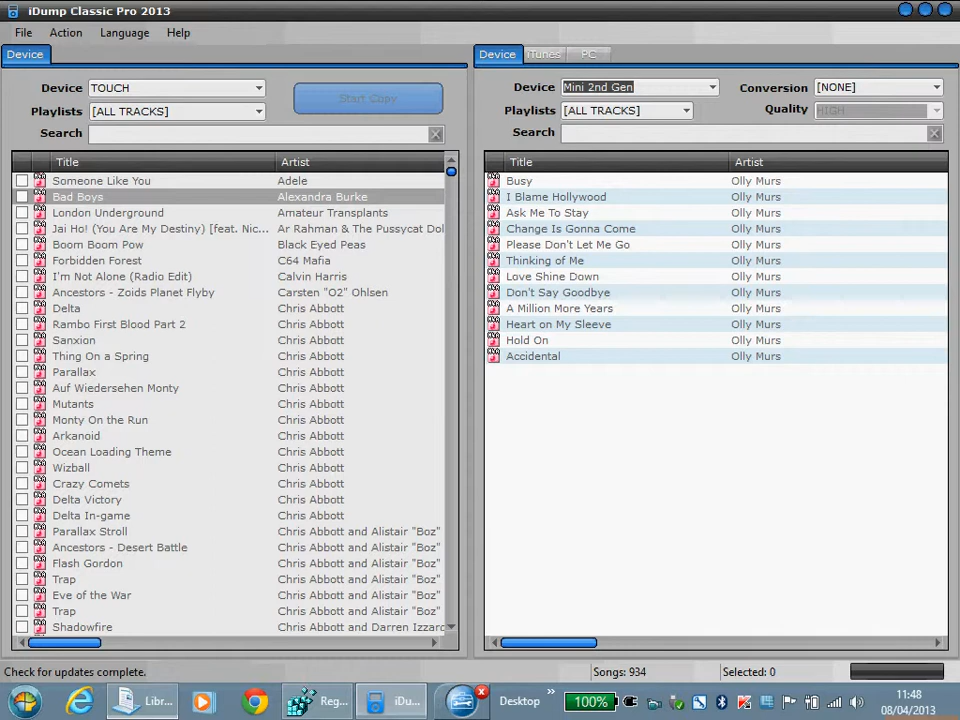 iDump Classic Pro 2013
File Action Language Help
Device
Device iTunes PC
Device TOUCH
Start Copy
Playlists [ALL TRACKS]
Search
Title Artist
Someone Like You Adele
Bad Boys Alexandra Burke
London Underground Amateur Transplants
Jai Ho! (You Are My Destiny) [feat. Nic... Ar Rahman & The Pussycat Dol
Boom Boom Pow Black Eyed Peas
Forbidden Forest C64 Mafia
I'm Not Alone (Radio Edit) Calvin Harris
Ancestors - Zoids Planet Flyby Carsten "O2" Ohlsen
Delta Chris Abbott
Rambo First Blood Part 2 Chris Abbott
Sanxion Chris Abbott
Thing On a Spring Chris Abbott
Parallax Chris Abbott
Auf Wiedersehen Monty Chris Abbott
Mutants Chris Abbott
Monty On the Run Chris Abbott
Arkanoid Chris Abbott
Ocean Loading Theme Chris Abbott
Wizball Chris Abbott
Crazy Comets Chris Abbott
Delta Victory Chris Abbott
Delta In-game Chris Abbott
Parallax Stroll Chris Abbott and Alistair "Boz"
Ancestors - Desert Battle Chris Abbott and Alistair "Boz"
Flash Gordon Chris Abbott and Alistair "Boz"
Trap Chris Abbott and Alistair "Boz"
Eve of the War Chris Abbott and Alistair "Boz"
Trap Chris Abbott and Alistair "Boz"
Shadowfire Chris Abbott and Darren Izzard
Device Mini 2nd Gen Conversion [NONE]
Playlists [ALL TRACKS] Quality HIGH
Search
Title Artist
Busy Olly Murs
I Blame Hollywood Olly Murs
Ask Me To Stay Olly Murs
Change Is Gonna Come Olly Murs
Please Don't Let Me Go Olly Murs
Thinking of Me Olly Murs
Love Shine Down Olly Murs
Don't Say Goodbye Olly Murs
A Million More Years Olly Murs
Heart on My Sleeve Olly Murs
Hold On Olly Murs
Accidental Olly Murs
Check for updates complete. Songs: 934 Selected: 0
Libr... Reg... iDu... Desktop » 100% 11:48
08/04/2013